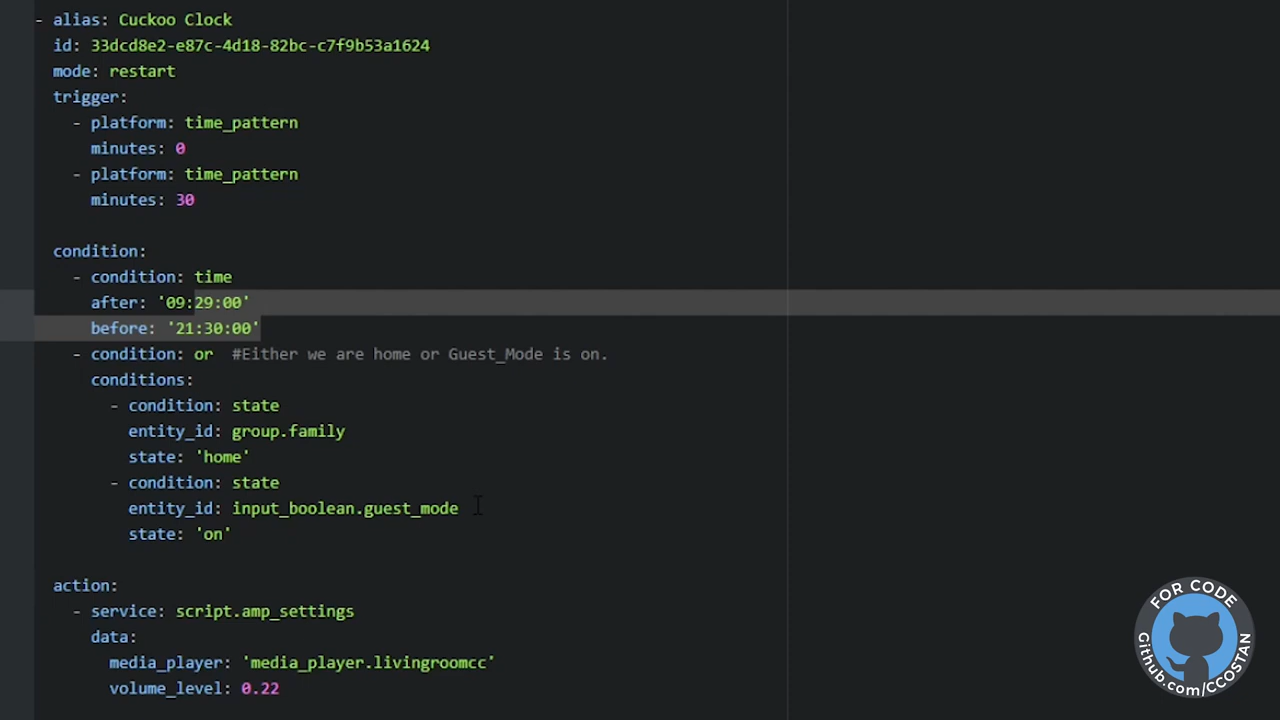 - alias: Cuckoo Clock
id: 33dcd8e2-e87c-4d18-82bc-c7f9b53a1624
mode: restart
trigger:
- platform: time_pattern
minutes: 0
- platform: time_pattern
minutes: 30
condition:
- condition: time
after: '09:29:00'
before: '21:30:00'
- condition: or #Either we are home or Guest_Mode is on.
conditions:
- condition: state
entity_id: group.family
state: 'home'
- condition: state
entity_id: input_boolean.guest_mode
state: 'on'
action:
- service: script.amp_settings
data:
media_player: 'media_player.livingroomcc'
volume_level: 0.22
FOR CODE
Github.com/CCOSTAN